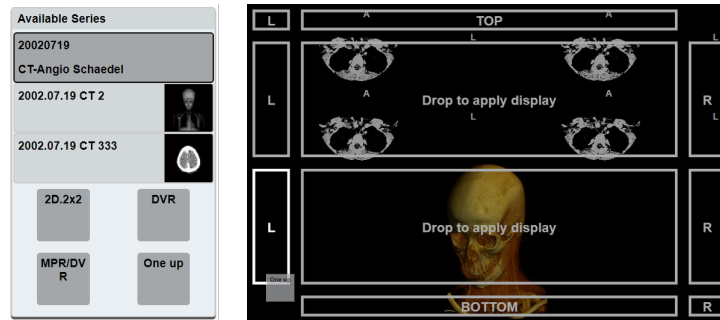 Available Series
20020719
CT-Angio Schaedel
2002.07.19 CT 2
2002.07.19 CT 333
2D.2x2
DVR
MPR/DV
R
One up
L
A
TOP
A
L
L
L
Drop to apply display
R
A
A
L
L
L
Drop to apply display
R
One up
BOTTOM
R